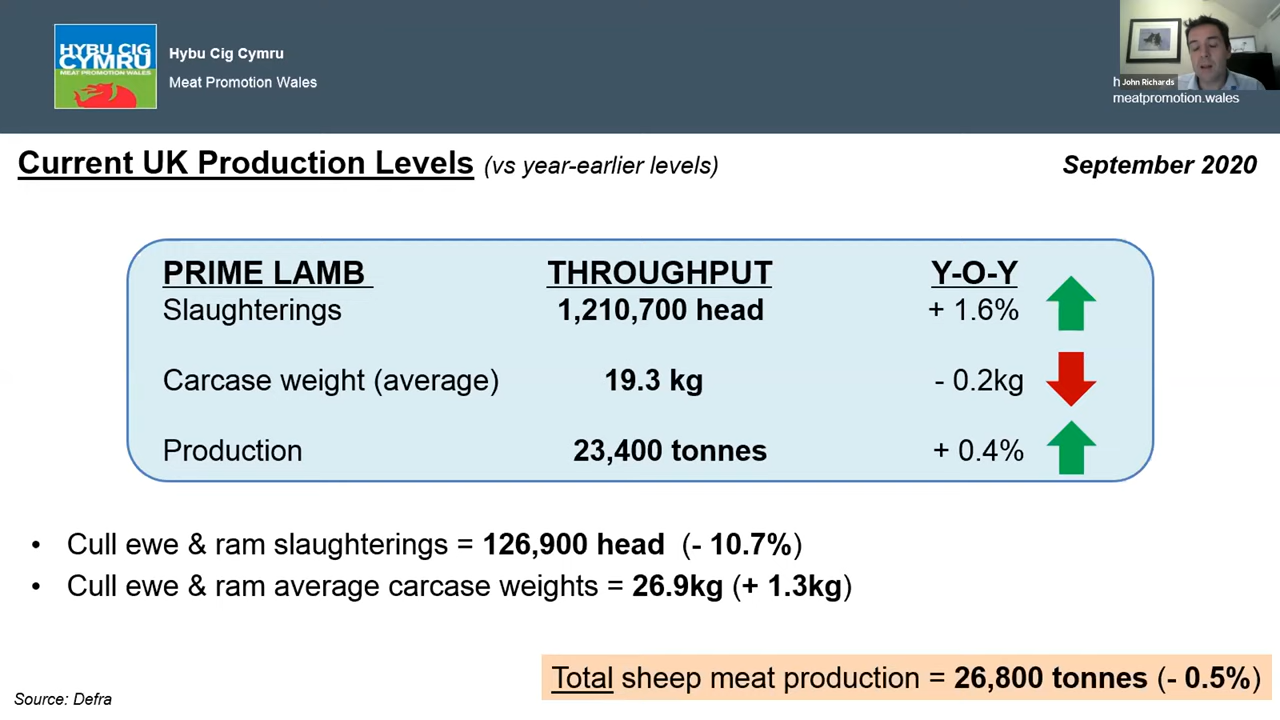 HYBU CIG
CYMRU
MEAT PROMOTION WALES
Hybu Cig Cymru
Meat Promotion Wales
John Richards
meatpromotion.wales
Current UK Production Levels (vs year-earlier levels) September 2020
PRIME LAMB THROUGHPUT Y-O-Y
Slaughterings 1,210,700 head + 1.6%
Carcase weight (average) 19.3 kg - 0.2kg
Production 23,400 tonnes + 0.4%
• Cull ewe & ram slaughterings = 126,900 head (- 10.7%)
• Cull ewe & ram average carcase weights = 26.9kg (+ 1.3kg)
Total sheep meat production = 26,800 tonnes (- 0.5%)
Source: Defra